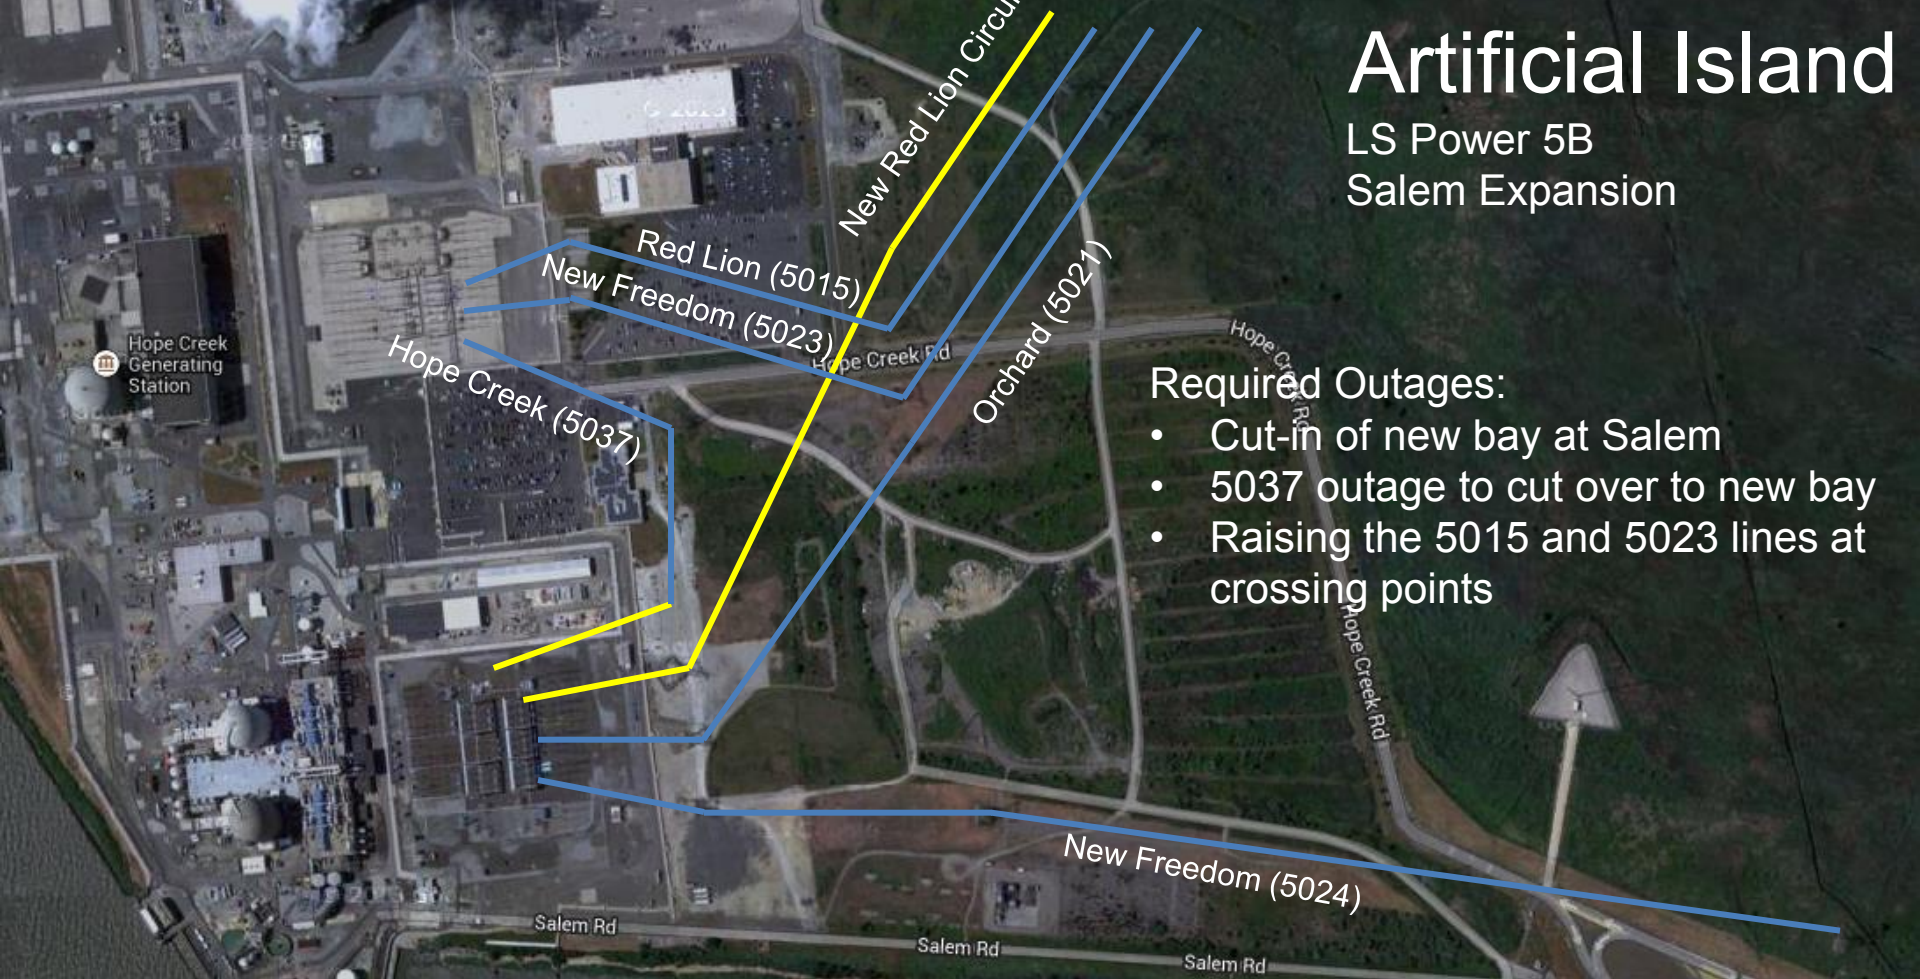 Artificial Island
LS Power 5B
Salem Expansion
New Red Lion
Red Lion (5015)
New Freedom (5023)
Hope Creek (5037)
Orchard (5021)
Hope Creek Rd
Hope Creek Rd
Hope Creek
Generating
Station
Required Outages:
• Cut-in of new bay at Salem
• 5037 outage to cut over to new bay
• Raising the 5015 and 5023 lines at
crossing points
Hope Creek Rd
New Freedom (5024)
Salem Rd
Salem Rd
Salem Rd